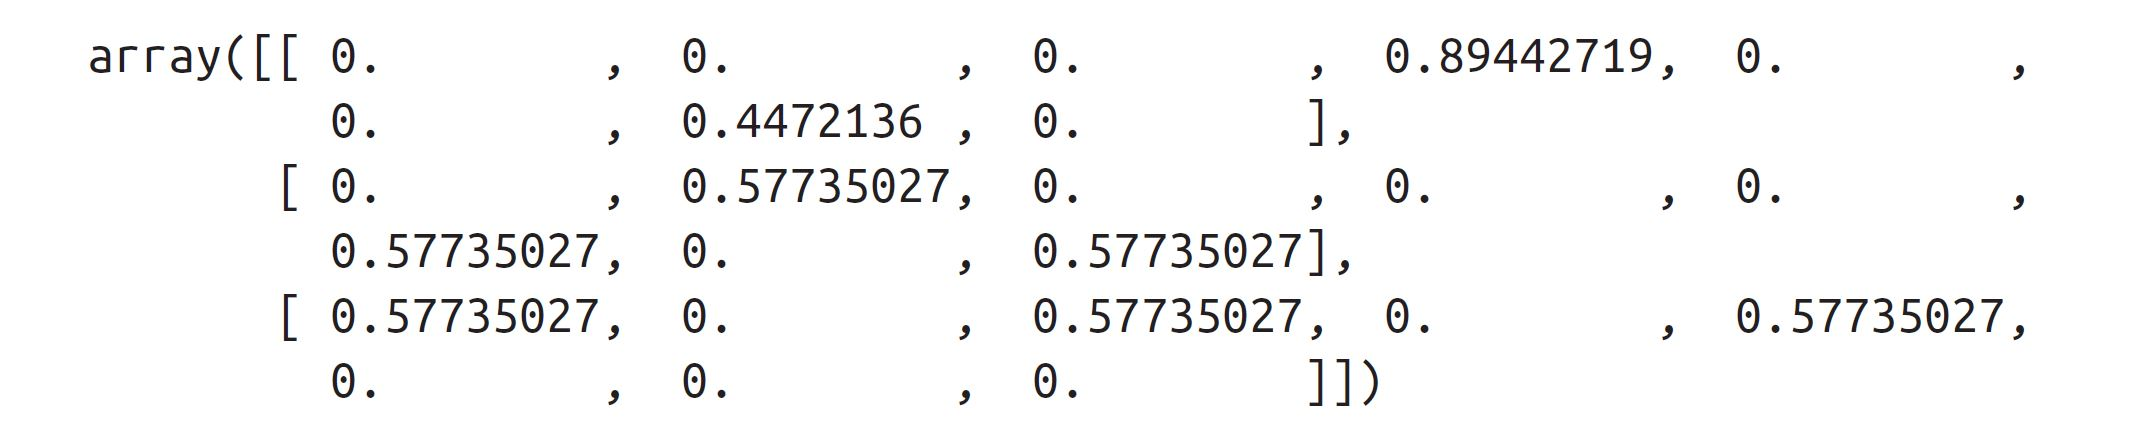 array([[ 0.        ,  0.        ,  0.        ,  0.89442719,  0.        ,
         0.        ,  0.4472136 ,  0.        ],
       [ 0.        ,  0.57735027,  0.        ,  0.        ,  0.        ,
         0.57735027,  0.        ,  0.57735027],
       [ 0.57735027,  0.        ,  0.57735027,  0.        ,  0.57735027,
         0.        ,  0.        ,  0.        ]])